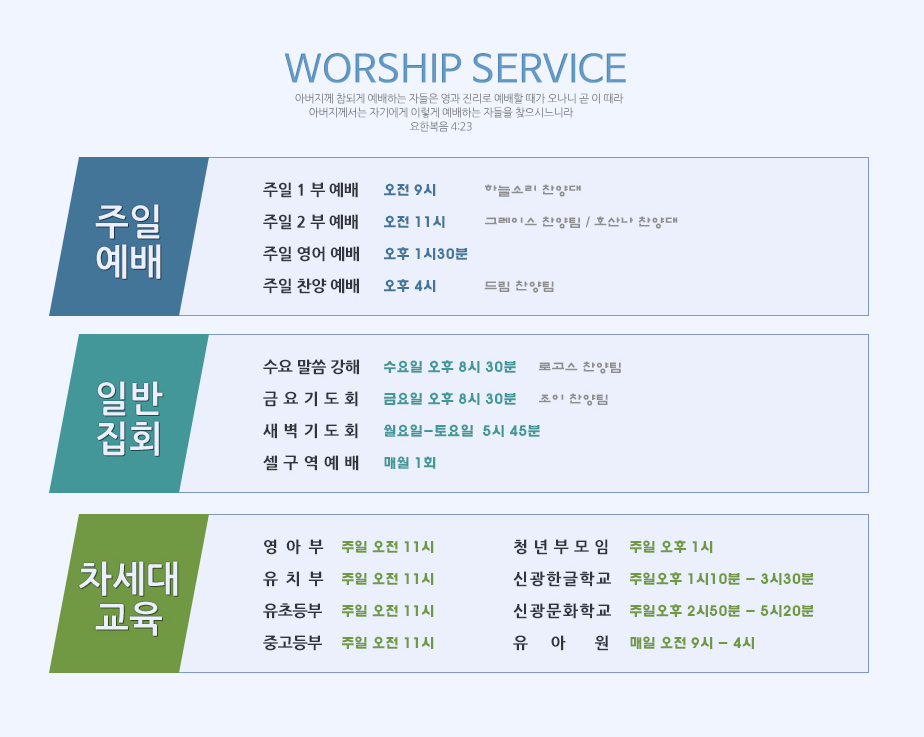 WORSHIP SERVICE
아버지께 참되게 예배하는 자들은 영과 진리로 예배할 때가 오나니 곧 이 때라
아버지께서는 자기에게 이렇게 예배하는 자들을 찾으시느니라
요한복음 4:23
주일
예배
주일 1 부 예배 오전 9시 하늘소리 찬양대
주일 2 부 예배 오전 11시 그레이스 찬양팀 / 호산나 찬양대
주일 영어 예배 오후 1시30분
주일 찬양 예배 오후 4시 드림 찬양팀
일반
집회
수요 말씀 강해 수요일 오후 8시 30분 로고스 찬양팀
금 요 기 도 회 금요일 오후 8시 30분 조이 찬양팀
새 벽 기 도 회 월요일-토요일 5시 45분
셀 구 역 예 배 매월 1회
차세대
교육
영 아 부 주일 오전 11시 청 년 부 모 임 주일 오후 1시
유 치 부 주일 오전 11시 신광한글학교 주일오후 1시10분 - 3시30분
유초등부 주일 오전 11시 신광문화학교 주일오후 2시50분 - 5시20분
중고등부 주일 오전 11시 유 아 원 매일 오전 9시 - 4시